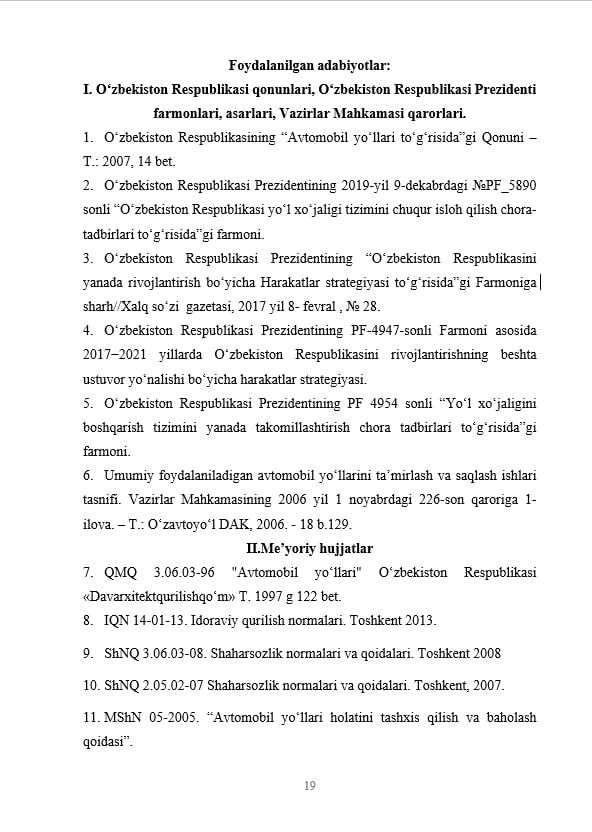 Foydalanilgan adabiyotlar:
I. O‘zbekiston Respublikasi qonunlari, O‘zbekiston Respublikasi Prezidenti
farmonlari, asarlari, Vazirlar Mahkamasi qarorlari.
1. O‘zbekiston Respublikasining “Avtomobil yo‘llari to‘g‘risida”gi Qonuni –
T.: 2007, 14 bet.
2. O‘zbekiston Respublikasi Prezidentining 2019-yil 9-dekabrdagi №PF_5890
sonli “O‘zbekiston Respublikasi yo‘l xo‘jaligi tizimini chuqur isloh qilish chora-
tadbirlari to‘g‘risida”gi farmoni.
3. O‘zbekiston Respublikasi Prezidentining “O‘zbekiston Respublikasini
yanada rivojlantirish bo‘yicha Harakatlar strategiyasi to‘g‘risida”gi Farmoniga
sharh//Xalq so‘zi gazetasi, 2017 yil 8- fevral , № 28.
4. O‘zbekiston Respublikasi Prezidentining PF-4947-sonli Farmoni asosida
2017–2021 yillarda O‘zbekiston Respublikasini rivojlantirishning beshta
ustuvor yo‘nalishi bo‘yicha harakatlar strategiyasi.
5. O‘zbekiston Respublikasi Prezidentining PF 4954 sonli “Yo‘l xo‘jaligini
boshqarish tizimini yanada takomillashtirish chora tadbirlari to‘g‘risida”gi
farmoni.
6. Umumiy foydalaniladigan avtomobil yo‘llarini ta’mirlash va saqlash ishlari
tasnifi. Vazirlar Mahkamasining 2006 yil 1 noyabrdagi 226-son qaroriga 1-
ilova. – T.: O‘zavtoyo‘l DAK, 2006. - 18 b.129.
II.Me’yoriy hujjatlar
7. QMQ 3.06.03-96 "Avtomobil yo‘llari" O‘zbekiston Respublikasi
«Davarxitektqurilishqo‘m» T. 1997 g 122 bet.
8. IQN 14-01-13. Idoraviy qurilish normalari. Toshkent 2013.
9. ShNQ 3.06.03-08. Shaharsozlik normalari va qoidalari. Toshkent 2008
10. ShNQ 2.05.02-07 Shaharsozlik normalari va qoidalari. Toshkent, 2007.
11. MShN 05-2005. “Avtomobil yo‘llari holatini tashxis qilish va baholash
qoidasi”.
19